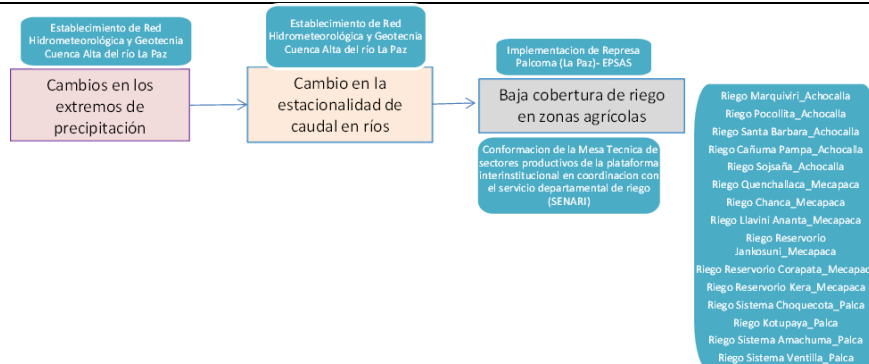 Establecimiento de Red
Hidrometeorológica y Geotecnia
Cuenca Alta del río La Paz
Cambios en los
extremos de
precipitación
Establecimiento de Red
Hidrometeorológica y Geotecnia
Cuenca Alta del río La Paz
Cambio en la
estacionalidad de
caudal en ríos
Implementacion de Represa
Palcoma (La Paz)- EPSAS
Baja cobertura de riego
en zonas agrícolas
Conformacion de la Mesa Tecnica de
sectores productivos de la plataforma
interinstitucional en coordinacion con
el servicio departamental de riego
(SENARI)
Riego Marquiviri_Achocalla
Riego Pocollita_Achocalla
Riego Santa Barbara_Achocalla
Riego Cañuma Pampa_Achocalla
Riego Sojsaña_Achocalla
Riego Quenchallaca_Mecapaca
Riego Chanca_Mecapaca
Riego Llavini Ananta_Mecapaca
Riego Reservorio
Jankosuni_Mecapaca
Riego Reservorio Corapata_Mecapac
Riego Reservorio Kera_Mecapaca
Riego Sistema Choquecota_Palca
Riego Kotupaya_Palca
Riego Sistema Amachuma_Palca
Riego Sistema Ventilla_Palca